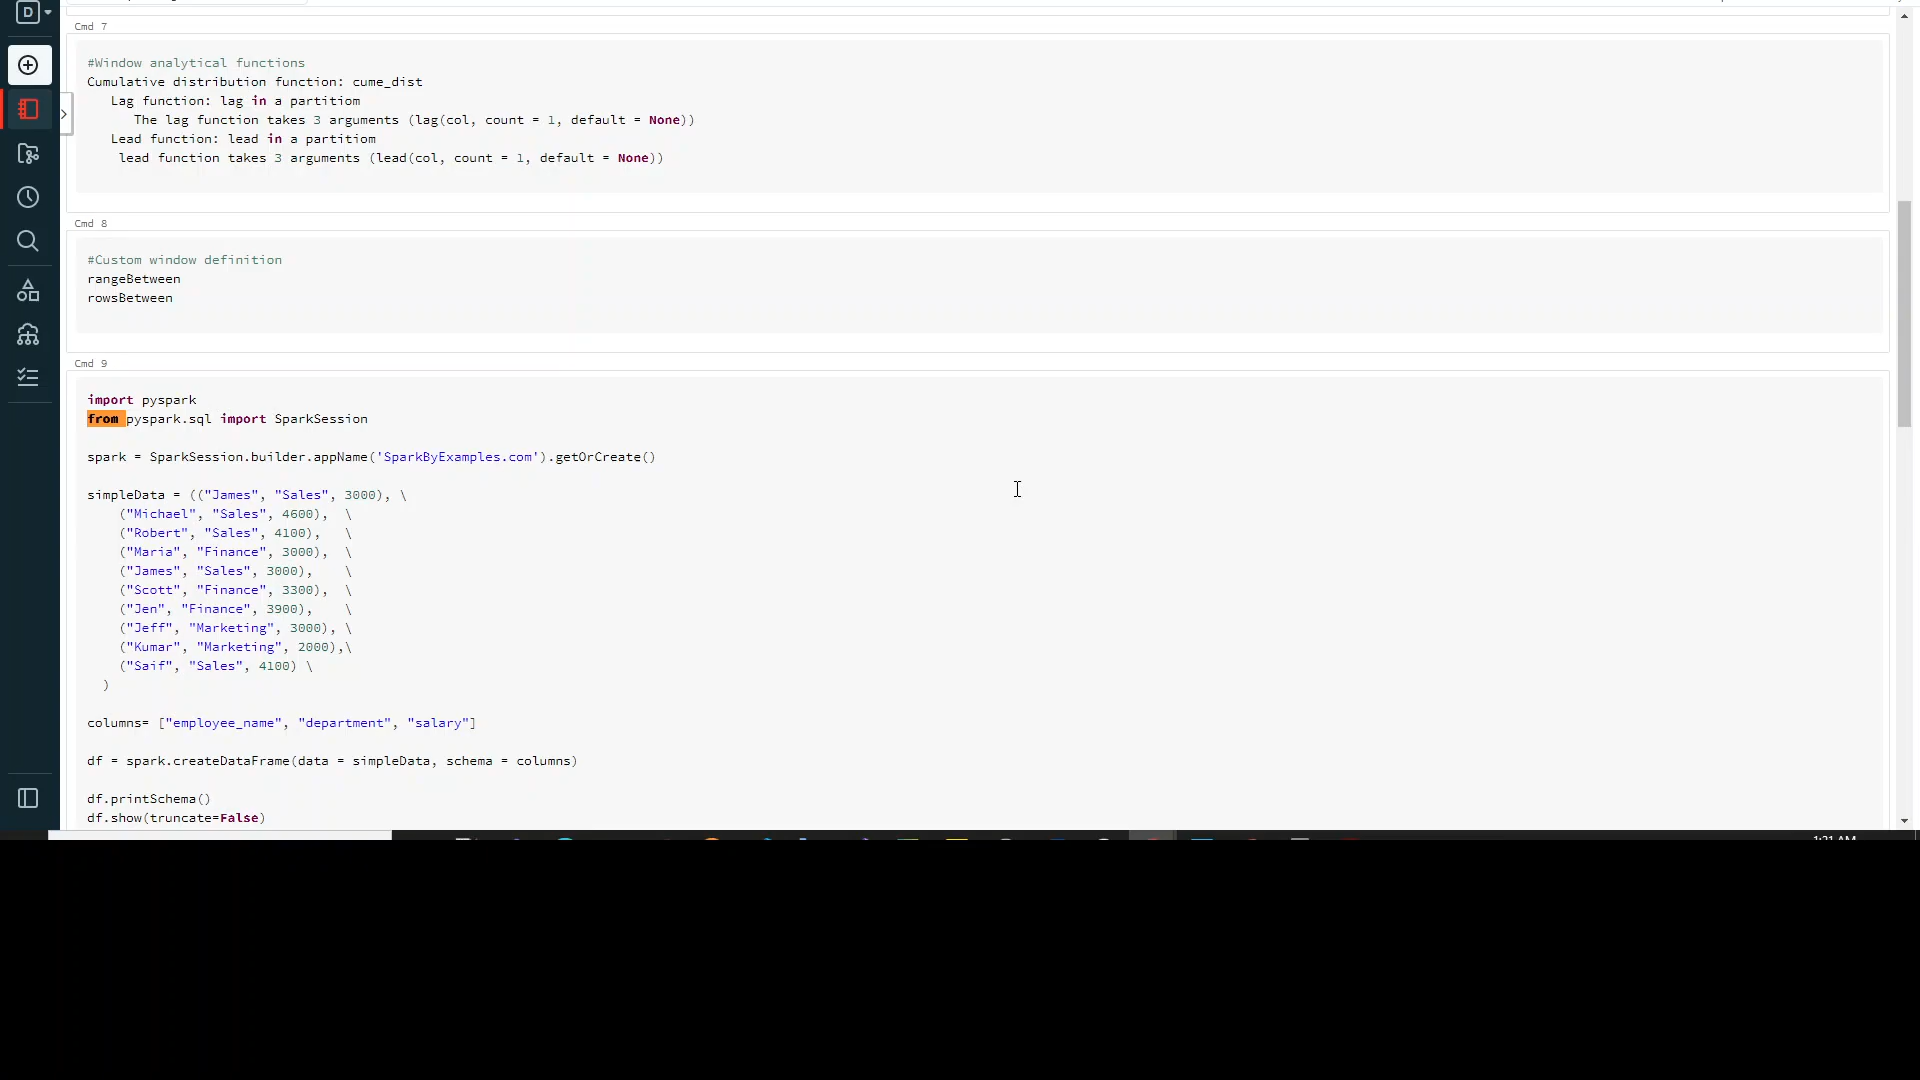 D
Cmd 7
#Window analytical functions
Cumulative distribution function: cume_dist
   Lag function: lag in a partitiom
      The lag function takes 3 arguments (lag(col, count = 1, default = None))
   Lead function: lead in a partitiom
    lead function takes 3 arguments (lead(col, count = 1, default = None))
Cmd 8
#Custom window definition
rangeBetween
rowsBetween
Cmd 9
import pyspark
from pyspark.sql import SparkSession
spark = SparkSession.builder.appName('SparkByExamples.com').getOrCreate()
simpleData = (("James", "Sales", 3000), \
    ("Michael", "Sales", 4600),  \
    ("Robert", "Sales", 4100),   \
    ("Maria", "Finance", 3000),  \
    ("James", "Sales", 3000),    \
    ("Scott", "Finance", 3300),  \
    ("Jen", "Finance", 3900),    \
    ("Jeff", "Marketing", 3000), \
    ("Kumar", "Marketing", 2000),\
    ("Saif", "Sales", 4100) \
  )
columns= ["employee_name", "department", "salary"]
df = spark.createDataFrame(data = simpleData, schema = columns)
df.printSchema()
df.show(truncate=False)
1:21 AM